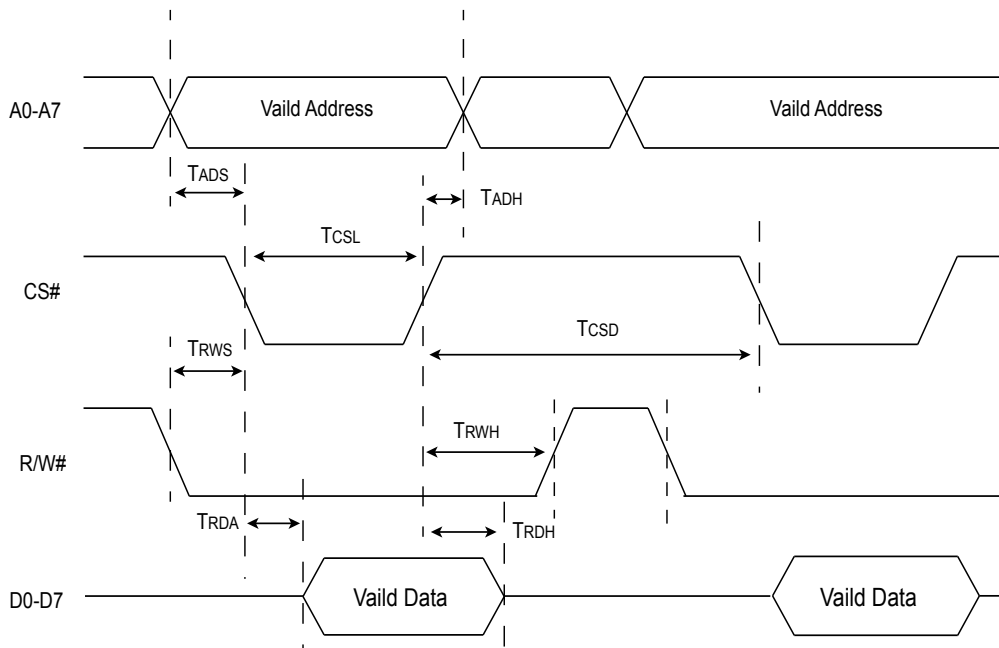 A0-A7
Vaild Address
Vaild Address
TADS
TADH
TCSL
CS#
TCSD
TRWS
TRWH
R/W#
TRDA
TRDH
D0-D7
Vaild Data
Vaild Data